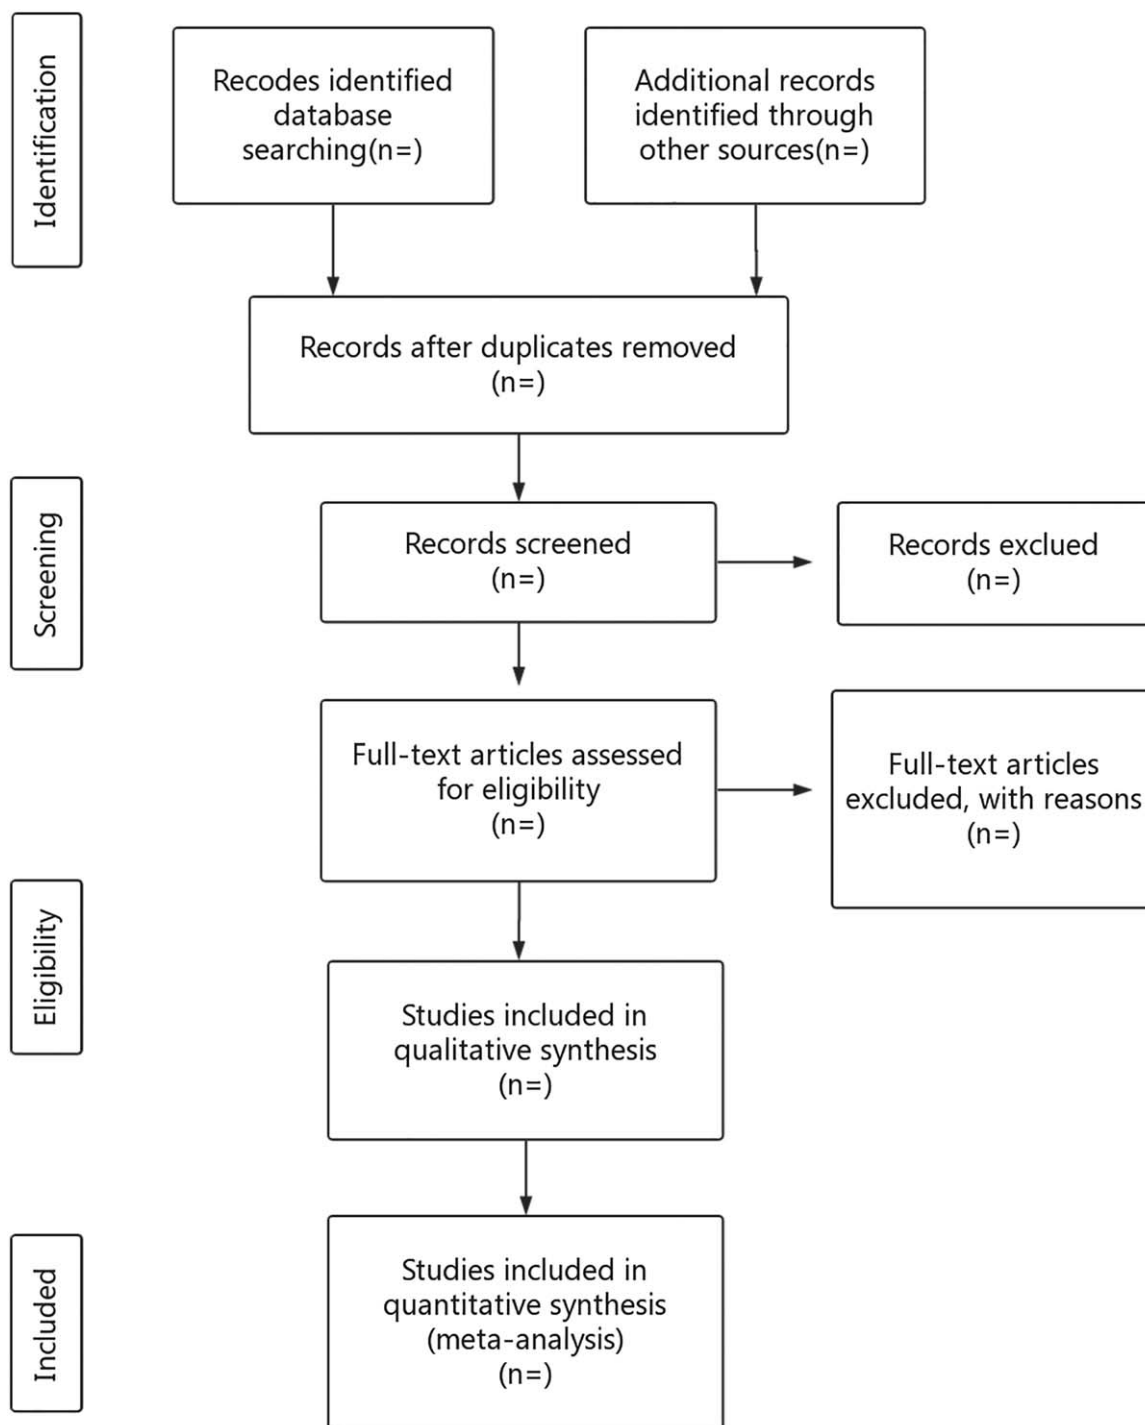 Identification
Recodes identified
database
searching(n=)
Additional records
identified through
other sources(n=)
Records after duplicates removed
(n=)
Screening
Records screened
(n=)
Records exclued
(n=)
Full-text articles assessed
for eligibility
(n=)
Full-text articles
excluded, with reasons
(n=)
Eligibility
Studies included in
qualitative synthesis
(n=)
Included
Studies included in
quantitative synthesis
(meta-analysis)
(n=)